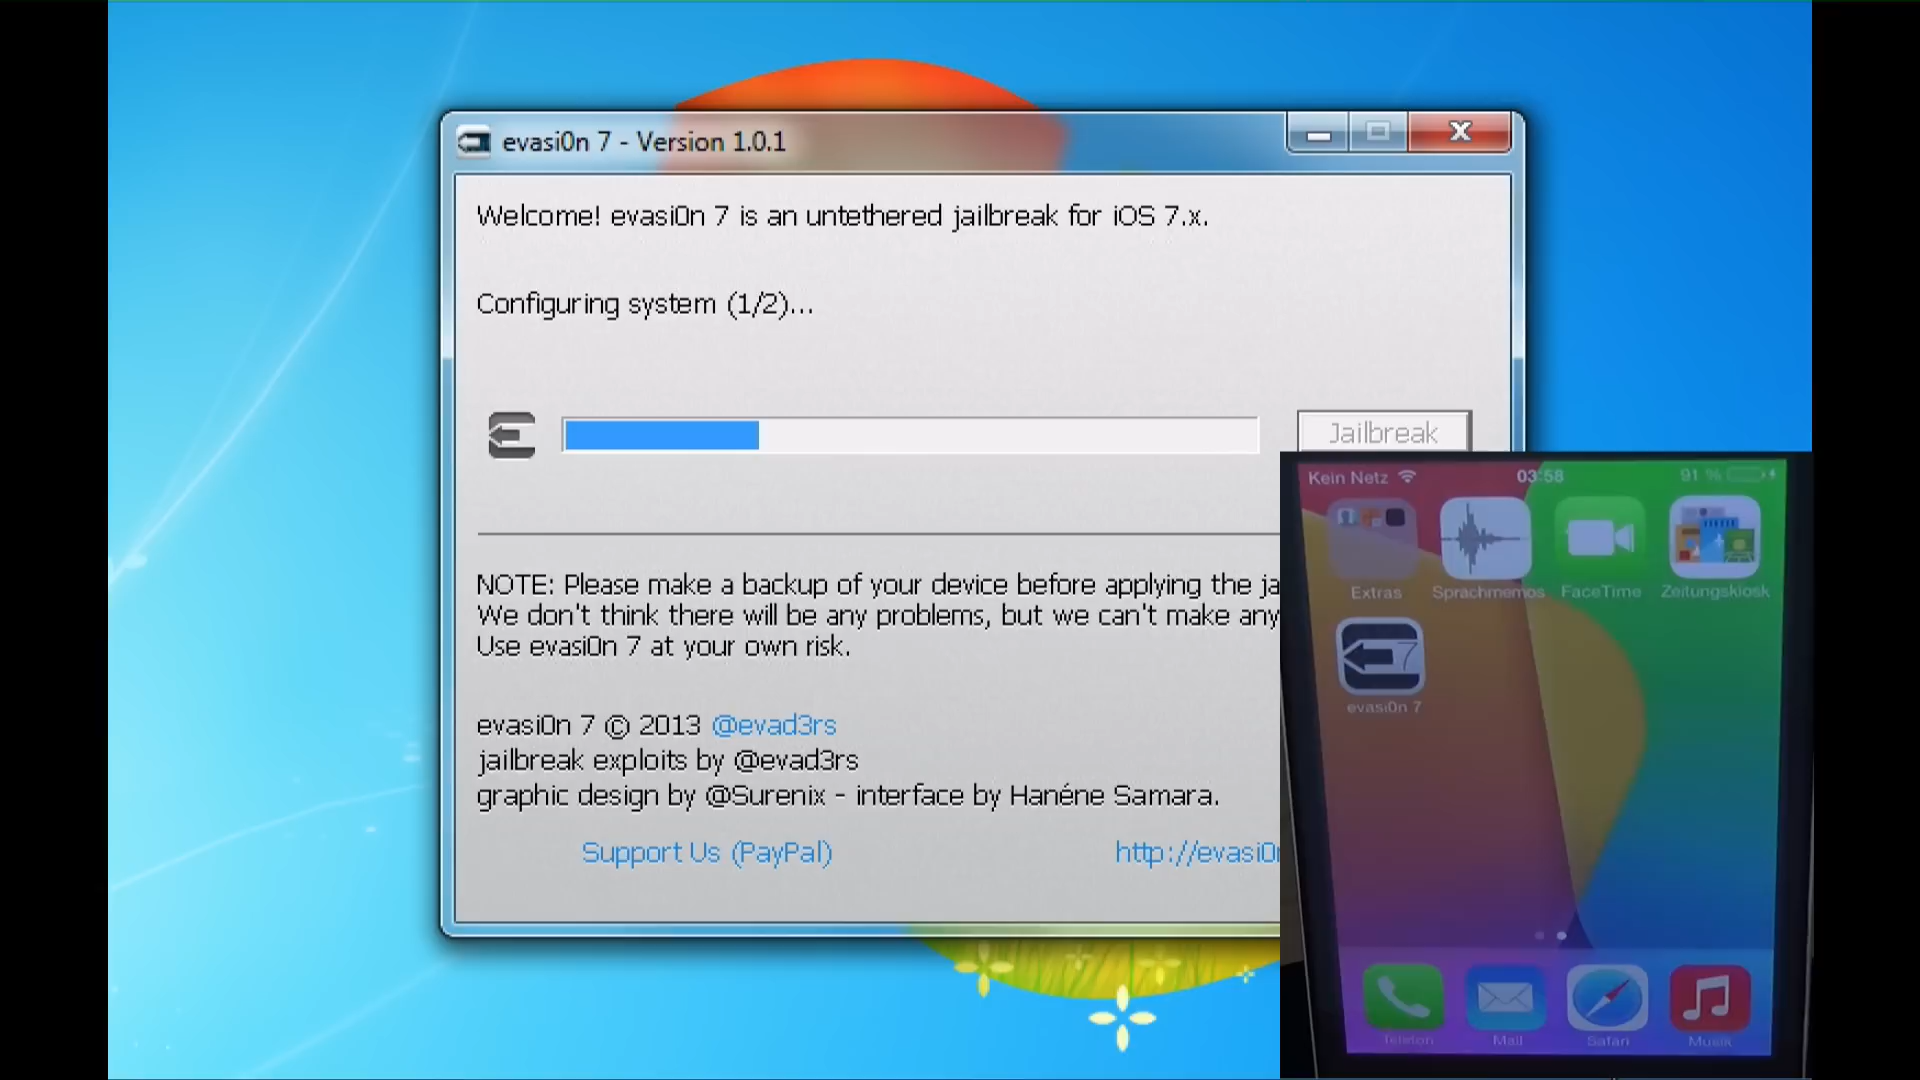 evasi0n 7 - Version 1.0.1
Welcome! evasi0n 7 is an untethered jailbreak for iOS 7.x.
Configuring system (1/2)...
Jailbreak
NOTE: Please make a backup of your device before applying the ja
We don't think there will be any problems, but we can't make any
Use evasi0n 7 at your own risk.
evasi0n 7 © 2013 @evad3rs
jailbreak exploits by @evad3rs
graphic design by @Surenix - interface by Hanéne Samara.
Support Us (PayPal) http://evasi0n
Kein Netz 03:58 91 %
Extras Sprachmemos FaceTime Zeitungskiosk
7
evasi0n 7
Telefon Mail Safari Musik